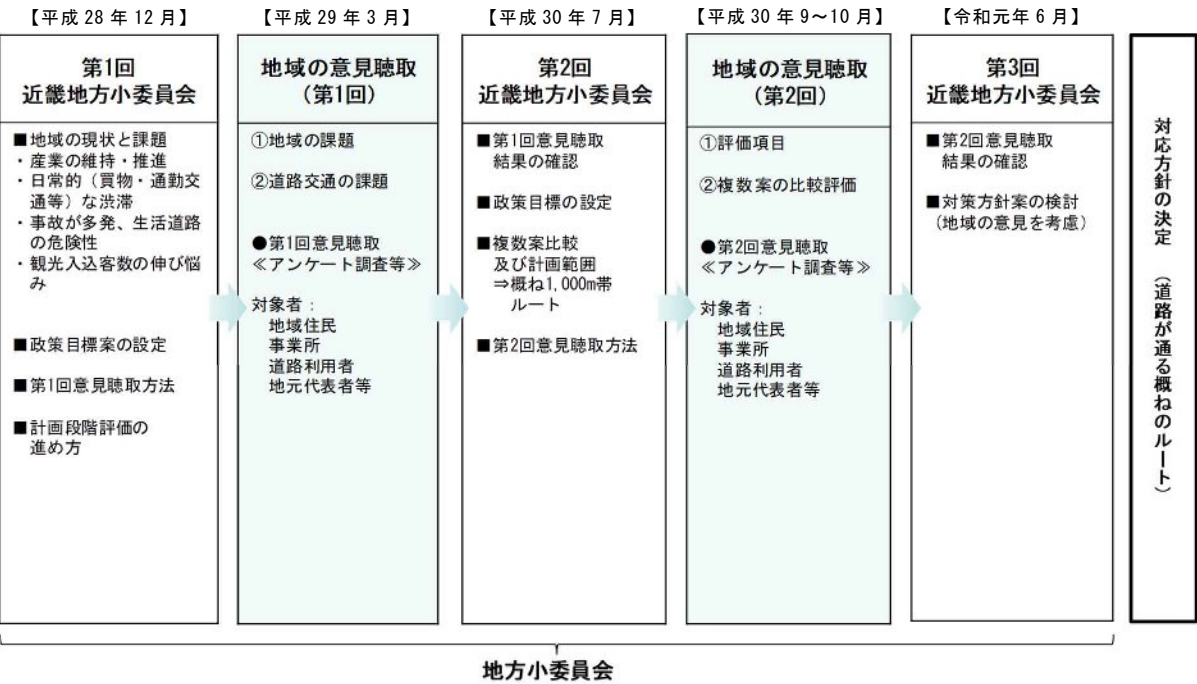 【平成 28 年 12 月】
第1回
近畿地方小委員会
■地域の現状と課題
・産業の維持・推進
・日常的（買物・通勤交
通等）な渋滞
・事故が多発、生活道路
の危険性
・観光入込客数の伸び悩
み
■政策目標案の設定
■第1回意見聴取方法
■計画段階評価の
進め方
【平成 29 年 3 月】
地域の意見聴取
（第1回）
①地域の課題
②道路交通の課題
●第1回意見聴取
≪アンケート調査等≫
対象者：
地域住民
事業所
道路利用者
地元代表者等
【平成 30 年 7 月】
第2回
近畿地方小委員会
■第1回意見聴取
結果の確認
■政策目標の設定
■複数案比較
及び計画範囲
⇒概ね1,000m帯
ルート
■第2回意見聴取方法
【平成 30 年 9～10 月】
地域の意見聴取
（第2回）
①評価項目
②複数案の比較評価
●第2回意見聴取
≪アンケート調査等≫
対象者：
地域住民
事業所
道路利用者
地元代表者等
【令和元年 6 月】
第3回
近畿地方小委員会
■第2回意見聴取
結果の確認
■対策方針案の検討
（地域の意見を考慮）
対応方針の決定　（道路が通る概ねのルート）
地方小委員会